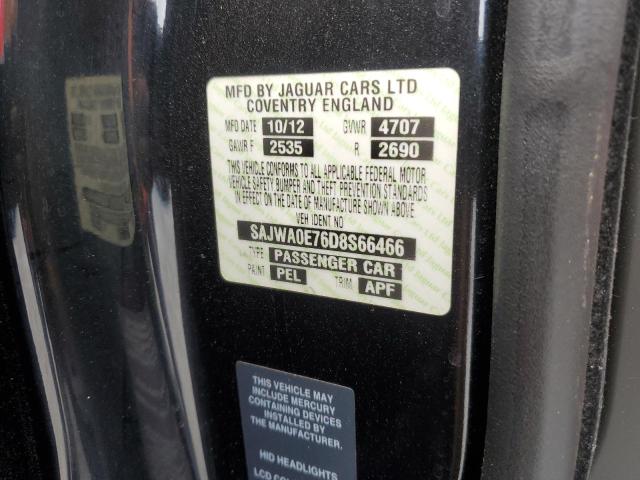 MFD BY JAGUAR CARS LTD
COVENTRY ENGLAND
MFD DATE 10/12 GVWR 4707
GAWR F 2535 R 2690
THIS VEHICLE CONFORMS TO ALL APPLICABLE FEDERAL MOTOR
VEHICLE SAFETY, BUMPER AND THEFT PREVENTION STANDARDS
IN EFFECT ON THE DATE OF MANUFACTURE SHOWN ABOVE
VEH IDENT NO
SAJWA0E76D8S66466
TYPE PASSENGER CAR
PAINT PEL TRIM APF
THIS VEHICLE MAY
INCLUDE MERCURY
CONTAINING DEVICES
INSTALLED BY
THE MANUFACTURER.
HID HEADLIGHTS